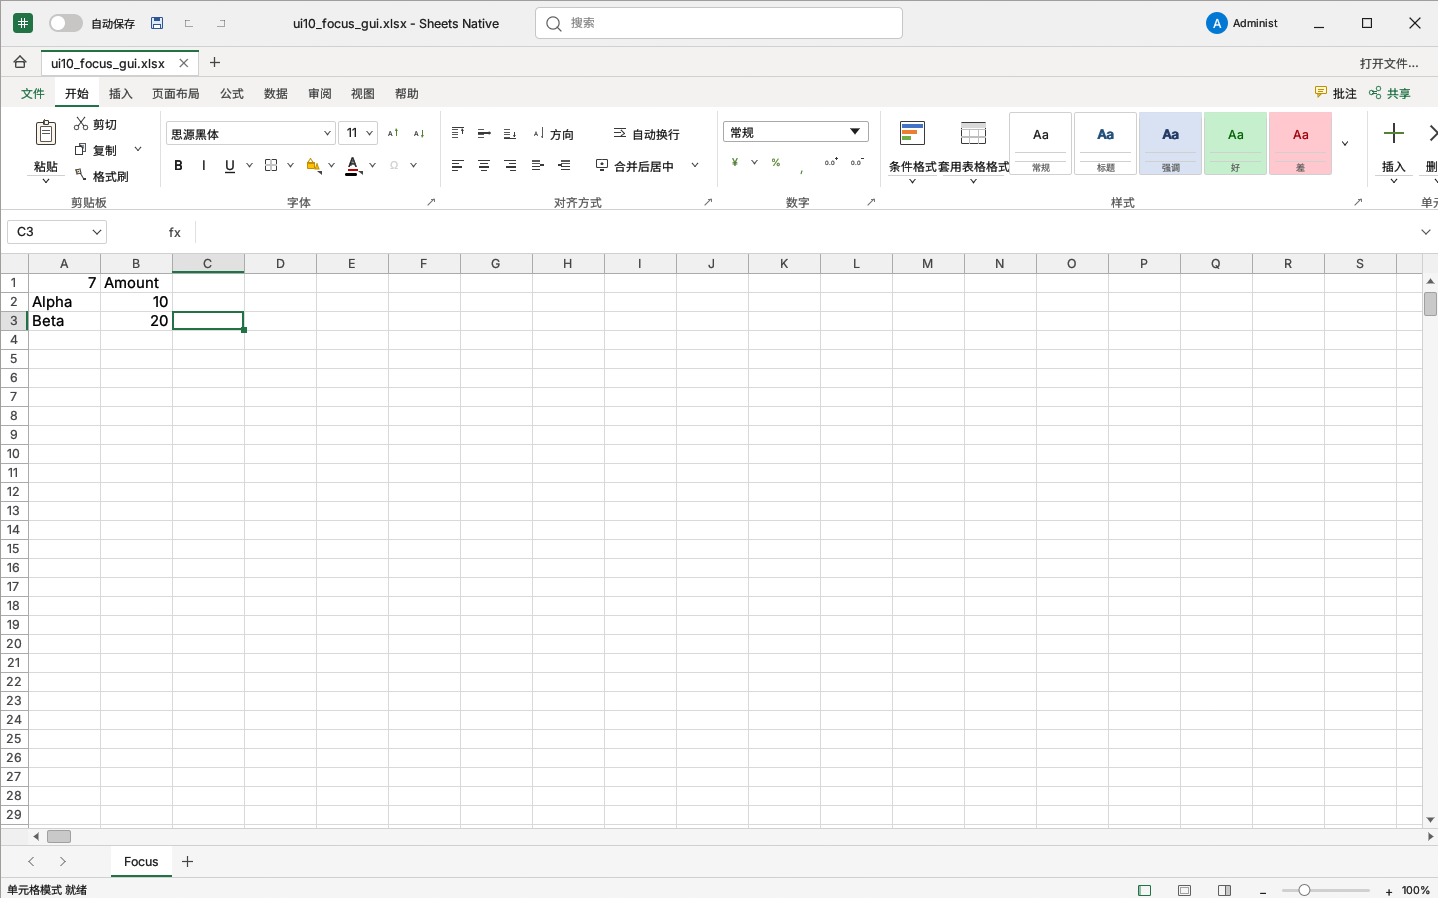 自动保存
ui10_focus_gui.xlsx - Sheets Native
搜索
A Administ
ui10_focus_gui.xlsx
打开文件...
文件 开始 插入 页面布局 公式 数据 审阅 视图 帮助
批注 共享
粘贴
剪切
复制
格式刷
剪贴板
思源黑体 11
B I U A
字体
方向
自动换行
合并后居中
对齐方式
常规
¥ % ,
数字
条件格式
套用表格格式
Aa 常规
Aa 标题
Aa 强调
Aa 好
Aa 差
样式
插入
C3
fx
A B C D E F G H I J K L M N O P Q R S
1 7 Amount
2 Alpha 10
3 Beta 20
4
5
6
7
8
9
10
11
12
13
14
15
16
17
18
19
20
21
22
23
24
25
26
27
28
29
Focus
单元格模式 就绪
100%